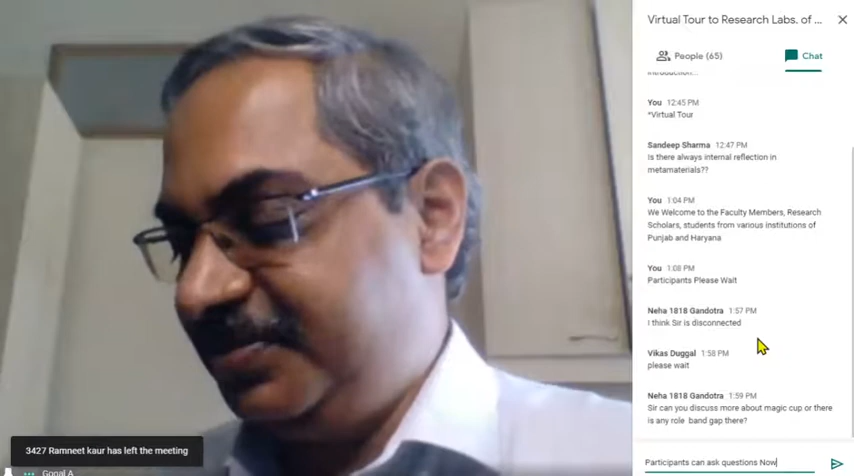 Virtual Tour to Research Labs. of ...
People (65)
Chat
introduction...
You 12:45 PM
*Virtual Tour
Sandeep Sharma 12:47 PM
Is there always internal reflection in
metamaterials??
You 1:04 PM
We Welcome to the Faculty Members, Research
Scholars, students from various institutions of
Punjab and Haryana
You 1:08 PM
Participants Please Wait
Neha 1818 Gandotra 1:57 PM
I think Sir is disconnected
Vikas Duggal 1:58 PM
please wait
Neha 1818 Gandotra 1:59 PM
Sir can you discuss more about magic cup or there
is any role band gap there?
Participants can ask questions Now
3427 Ramneet kaur has left the meeting
Gopal A